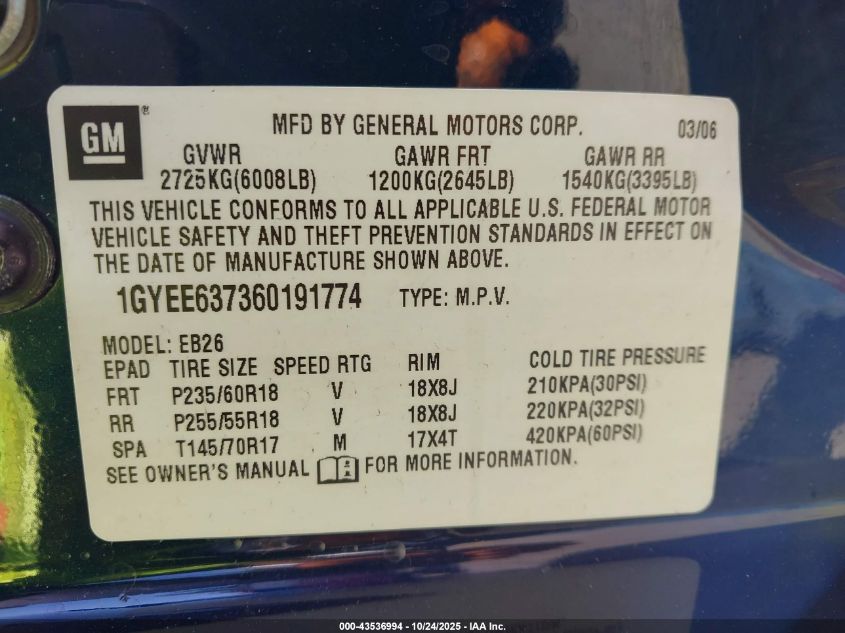 GM ®
MFD BY GENERAL MOTORS CORP. 03/06
GVWR GAWR FRT GAWR RR
2725KG(6008LB) 1200KG(2645LB) 1540KG(3395LB)
THIS VEHICLE CONFORMS TO ALL APPLICABLE U.S. FEDERAL MOTOR
VEHICLE SAFETY AND THEFT PREVENTION STANDARDS IN EFFECT ON
THE DATE OF MANUFACTURE SHOWN ABOVE.
1GYEE637360191774 TYPE: M.P.V.
MODEL: EB26
EPAD TIRE SIZE SPEED RTG RIM COLD TIRE PRESSURE
FRT P235/60R18 V 18X8J 210KPA(30PSI)
RR P255/55R18 V 18X8J 220KPA(32PSI)
SPA T145/70R17 M 17X4T 420KPA(60PSI)
SEE OWNER'S MANUAL FOR MORE INFORMATION.
000-43536994 - 10/24/2025 - IAA Inc.